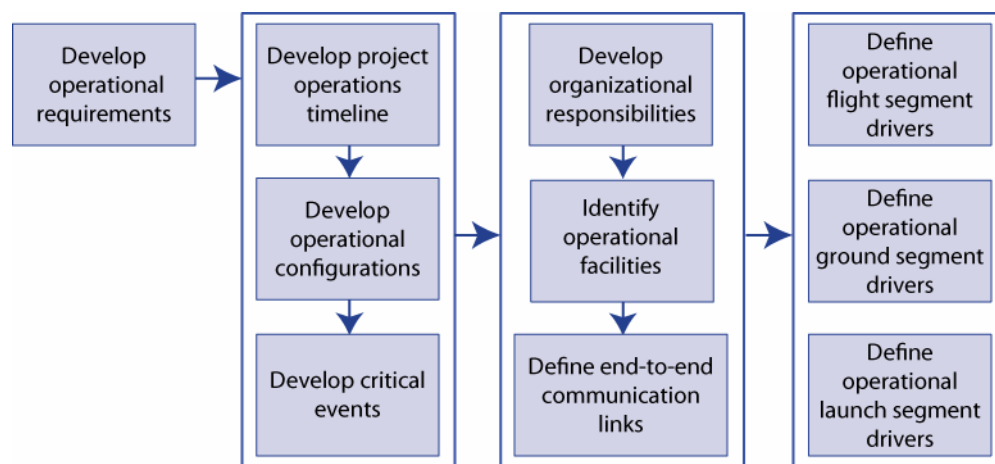 Develop
operational
requirements
Develop project
operations
timeline
Develop
operational
configurations
Develop critical
events
Develop
organizational
responsibilities
Identify
operational
facilities
Define end-to-end
communication
links
Define
operational
flight segment
drivers
Define
operational
ground segment
drivers
Define
operational
launch segment
drivers